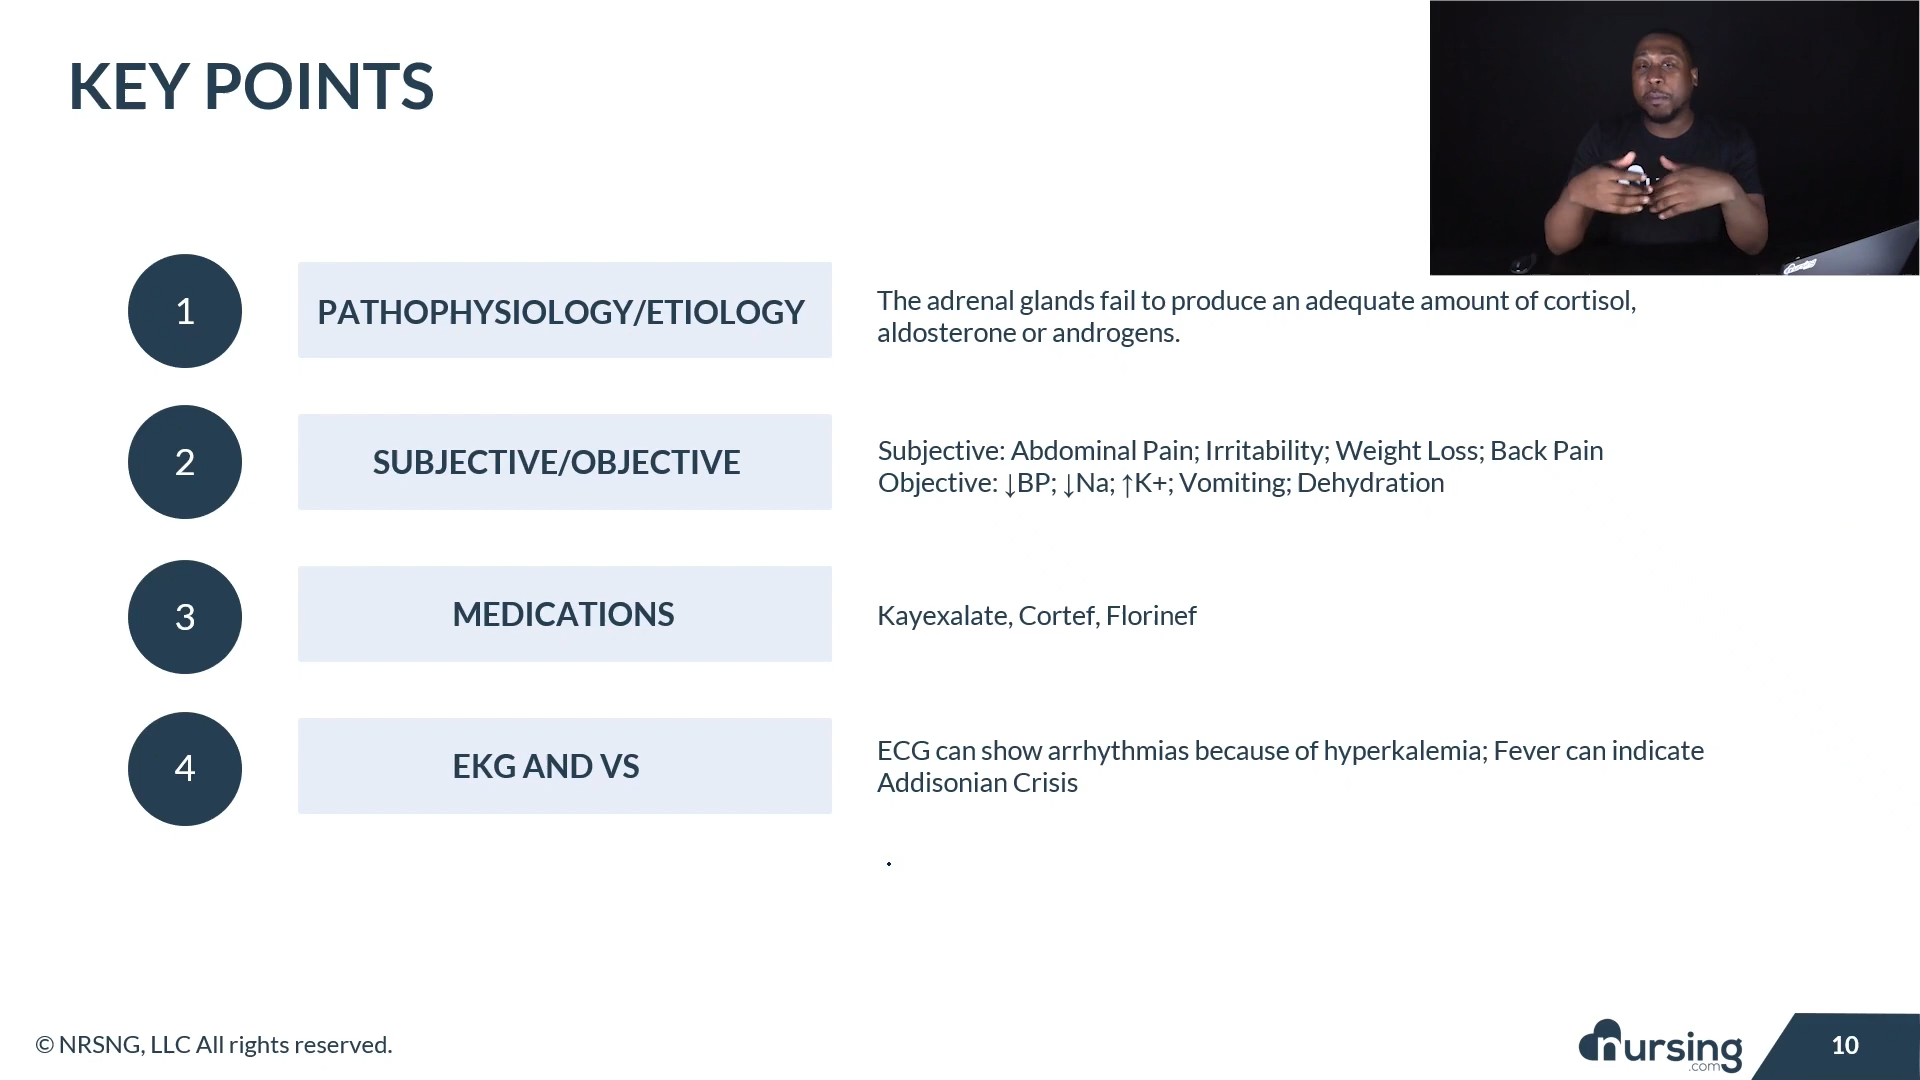 KEY POINTS
1
PATHOPHYSIOLOGY/ETIOLOGY
The adrenal glands fail to produce an adequate amount of cortisol,
aldosterone or androgens.
2
SUBJECTIVE/OBJECTIVE
Subjective: Abdominal Pain; Irritability; Weight Loss; Back Pain
Objective: ↓BP; ↓Na; ↑K+; Vomiting; Dehydration
3
MEDICATIONS
Kayexalate, Cortef, Florinef
4
EKG AND VS
ECG can show arrhythmias because of hyperkalemia; Fever can indicate
Addisonian Crisis
.
© NRSNG, LLC All rights reserved.
nursing
.com
10